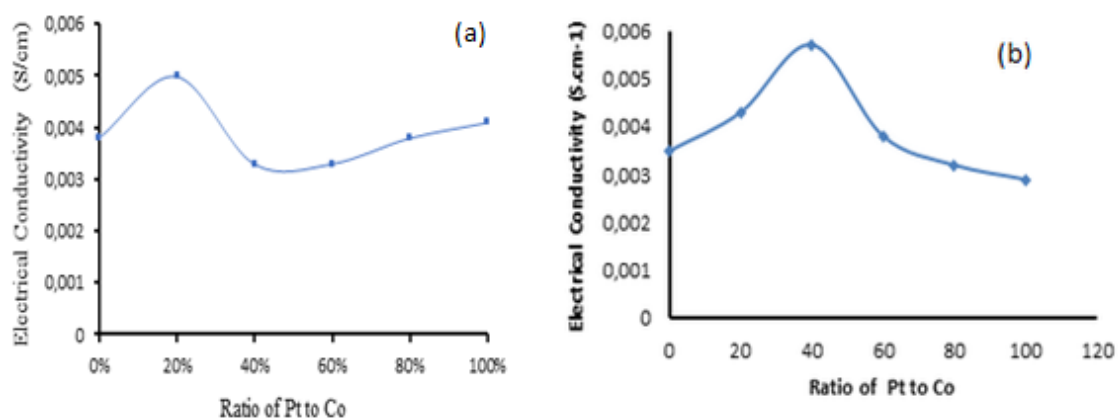 (a)
Electrical Conductivity (S/cm)
0,006
0,005
0,004
0,003
0,002
0,001
0
0% 20% 40% 60% 80% 100%
Ratio of Pt to Co
(b)
Electrical Conductivity (S.cm-1)
0,006
0,005
0,004
0,003
0,002
0,001
0
0 20 40 60 80 100 120
Ratio of Pt to Co